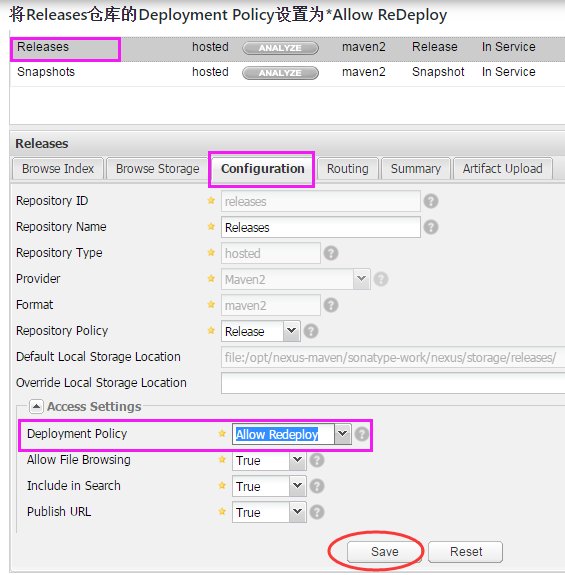 将Releases仓库的Deployment Policy设置为*Allow ReDeploy
Releases hosted ANALYZE maven2 Release In Service
Snapshots hosted ANALYZE maven2 Snapshot In Service
Releases
Browse Index Browse Storage Configuration Routing Summary Artifact Upload
Repository ID releases ?
Repository Name Releases ?
Repository Type hosted ?
Provider Maven2 ?
Format maven2 ?
Repository Policy Release ?
Default Local Storage Location file:/opt/nexus-maven/sonatype-work/nexus/storage/releases/
Override Local Storage Location
Access Settings
Deployment Policy Allow Redeploy ?
Allow File Browsing True ?
Include in Search True ?
Publish URL True ?
Save Reset